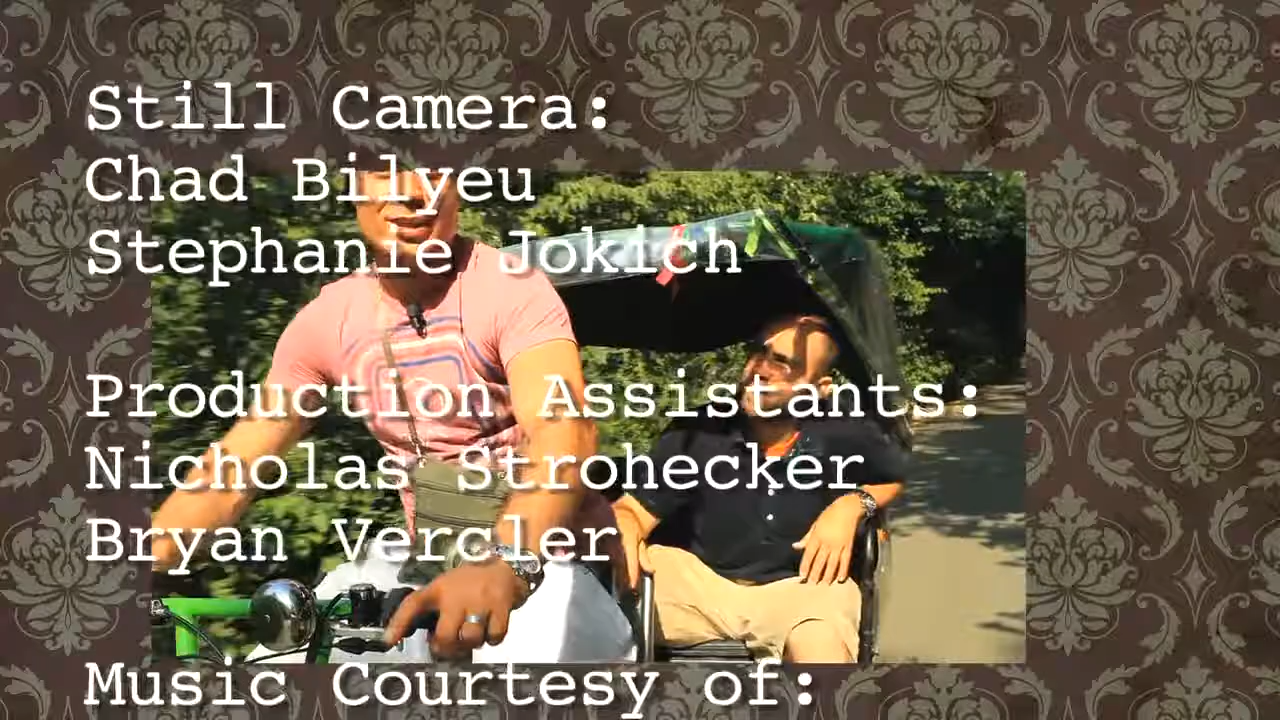 Still Camera:
Chad Bilyeu
Stephanie Jokich
Production Assistants:
Nicholas Strohecker
Bryan Vercler
Music Courtesy of: